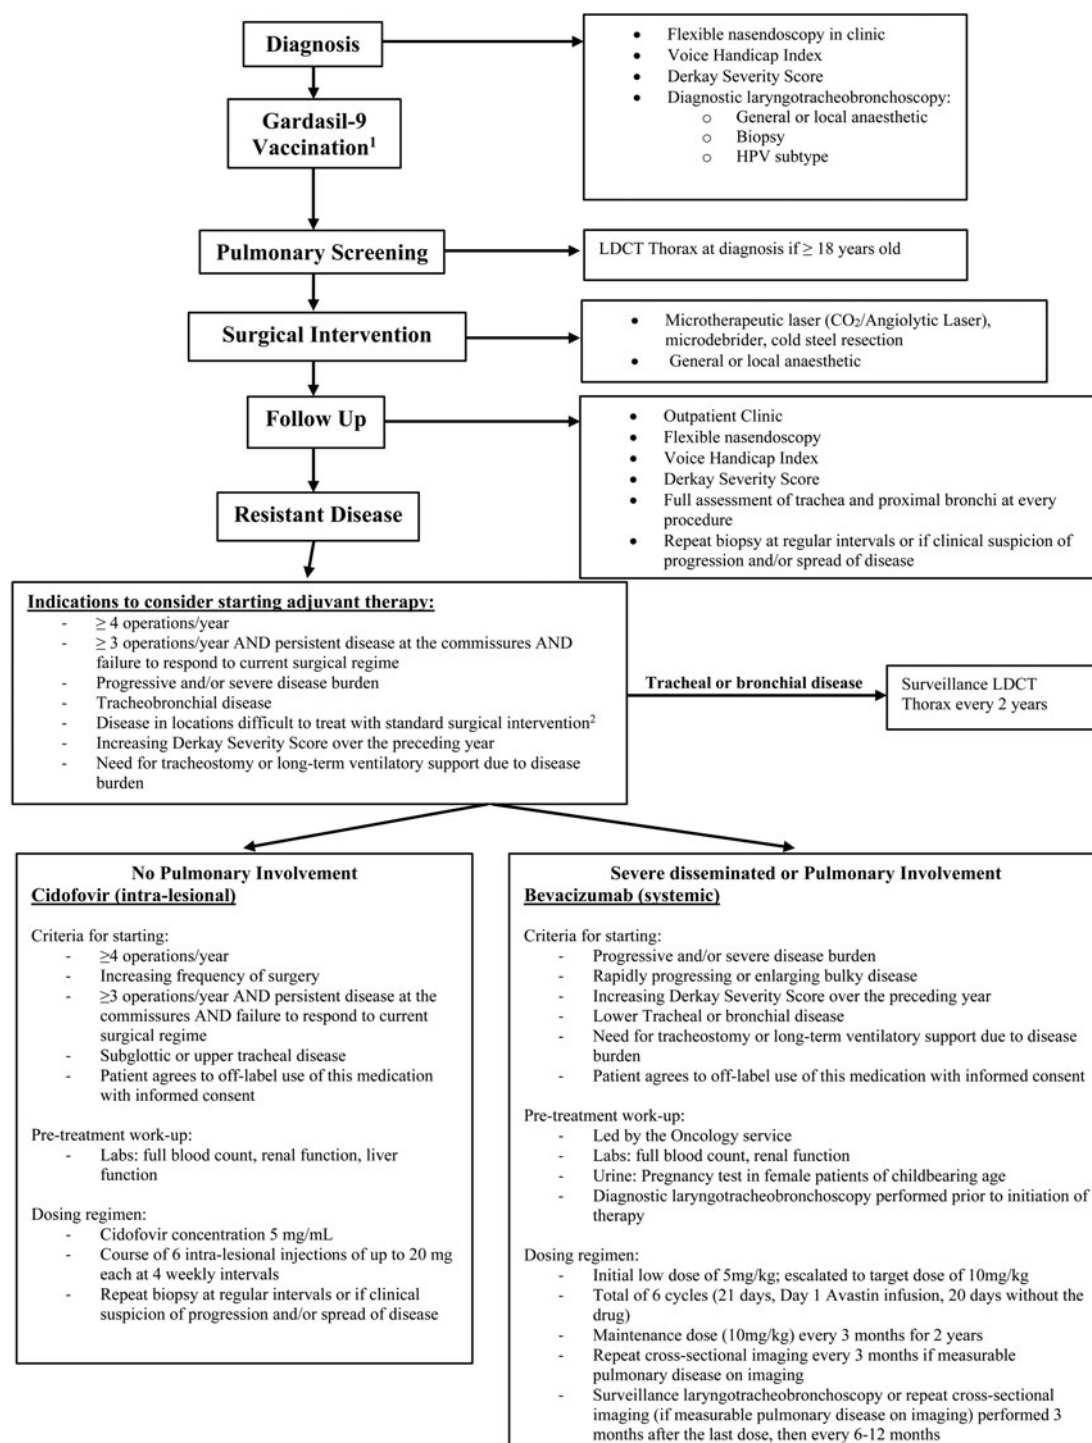 Diagnosis
• Flexible nasendoscopy in clinic
• Voice Handicap Index
• Derkay Severity Score
• Diagnostic laryngotracheobronchoscopy:
o General or local anaesthetic
o Biopsy
o HPV subtype
Gardasil-9
Vaccination¹
Pulmonary Screening
LDCT Thorax at diagnosis if ≥ 18 years old
Surgical Intervention
• Microtherapeutic laser (CO₂/Angiolytic Laser),
microdebrider, cold steel resection
• General or local anaesthetic
Follow Up
• Outpatient Clinic
• Flexible nasendoscopy
• Voice Handicap Index
• Derkay Severity Score
• Full assessment of trachea and proximal bronchi at every
procedure
• Repeat biopsy at regular intervals or if clinical suspicion of
progression and/or spread of disease
Resistant Disease
Indications to consider starting adjuvant therapy:
- ≥ 4 operations/year
- ≥ 3 operations/year AND persistent disease at the commissures AND
failure to respond to current surgical regime
- Progressive and/or severe disease burden
- Tracheobronchial disease
- Disease in locations difficult to treat with standard surgical intervention²
- Increasing Derkay Severity Score over the preceding year
- Need for tracheostomy or long-term ventilatory support due to disease
burden
Tracheal or bronchial disease
Surveillance LDCT
Thorax every 2 years
No Pulmonary Involvement
Cidofovir (intra-lesional)
Criteria for starting:
- ≥4 operations/year
- Increasing frequency of surgery
- ≥3 operations/year AND persistent disease at the
commissures AND failure to respond to current
surgical regime
- Subglottic or upper tracheal disease
- Patient agrees to off-label use of this medication
with informed consent
Pre-treatment work-up:
- Labs: full blood count, renal function, liver
function
Dosing regimen:
- Cidofovir concentration 5 mg/mL
- Course of 6 intra-lesional injections of up to 20 mg
each at 4 weekly intervals
- Repeat biopsy at regular intervals or if clinical
suspicion of progression and/or spread of disease
Severe disseminated or Pulmonary Involvement
Bevacizumab (systemic)
Criteria for starting:
- Progressive and/or severe disease burden
- Rapidly progressing or enlarging bulky disease
- Increasing Derkay Severity Score over the preceding year
- Lower Tracheal or bronchial disease
- Need for tracheostomy or long-term ventilatory support due to disease
burden
- Patient agrees to off-label use of this medication with informed consent
Pre-treatment work-up:
- Led by the Oncology service
- Labs: full blood count, renal function
- Urine: Pregnancy test in female patients of childbearing age
- Diagnostic laryngotracheobronchoscopy performed prior to initiation of
therapy
Dosing regimen:
- Initial low dose of 5mg/kg; escalated to target dose of 10mg/kg
- Total of 6 cycles (21 days, Day 1 Avastin infusion, 20 days without the
drug)
- Maintenance dose (10mg/kg) every 3 months for 2 years
- Repeat cross-sectional imaging every 3 months if measurable
pulmonary disease on imaging
- Surveillance laryngotracheobronchoscopy or repeat cross-sectional
imaging (if measurable pulmonary disease on imaging) performed 3
months after the last dose, then every 6-12 months